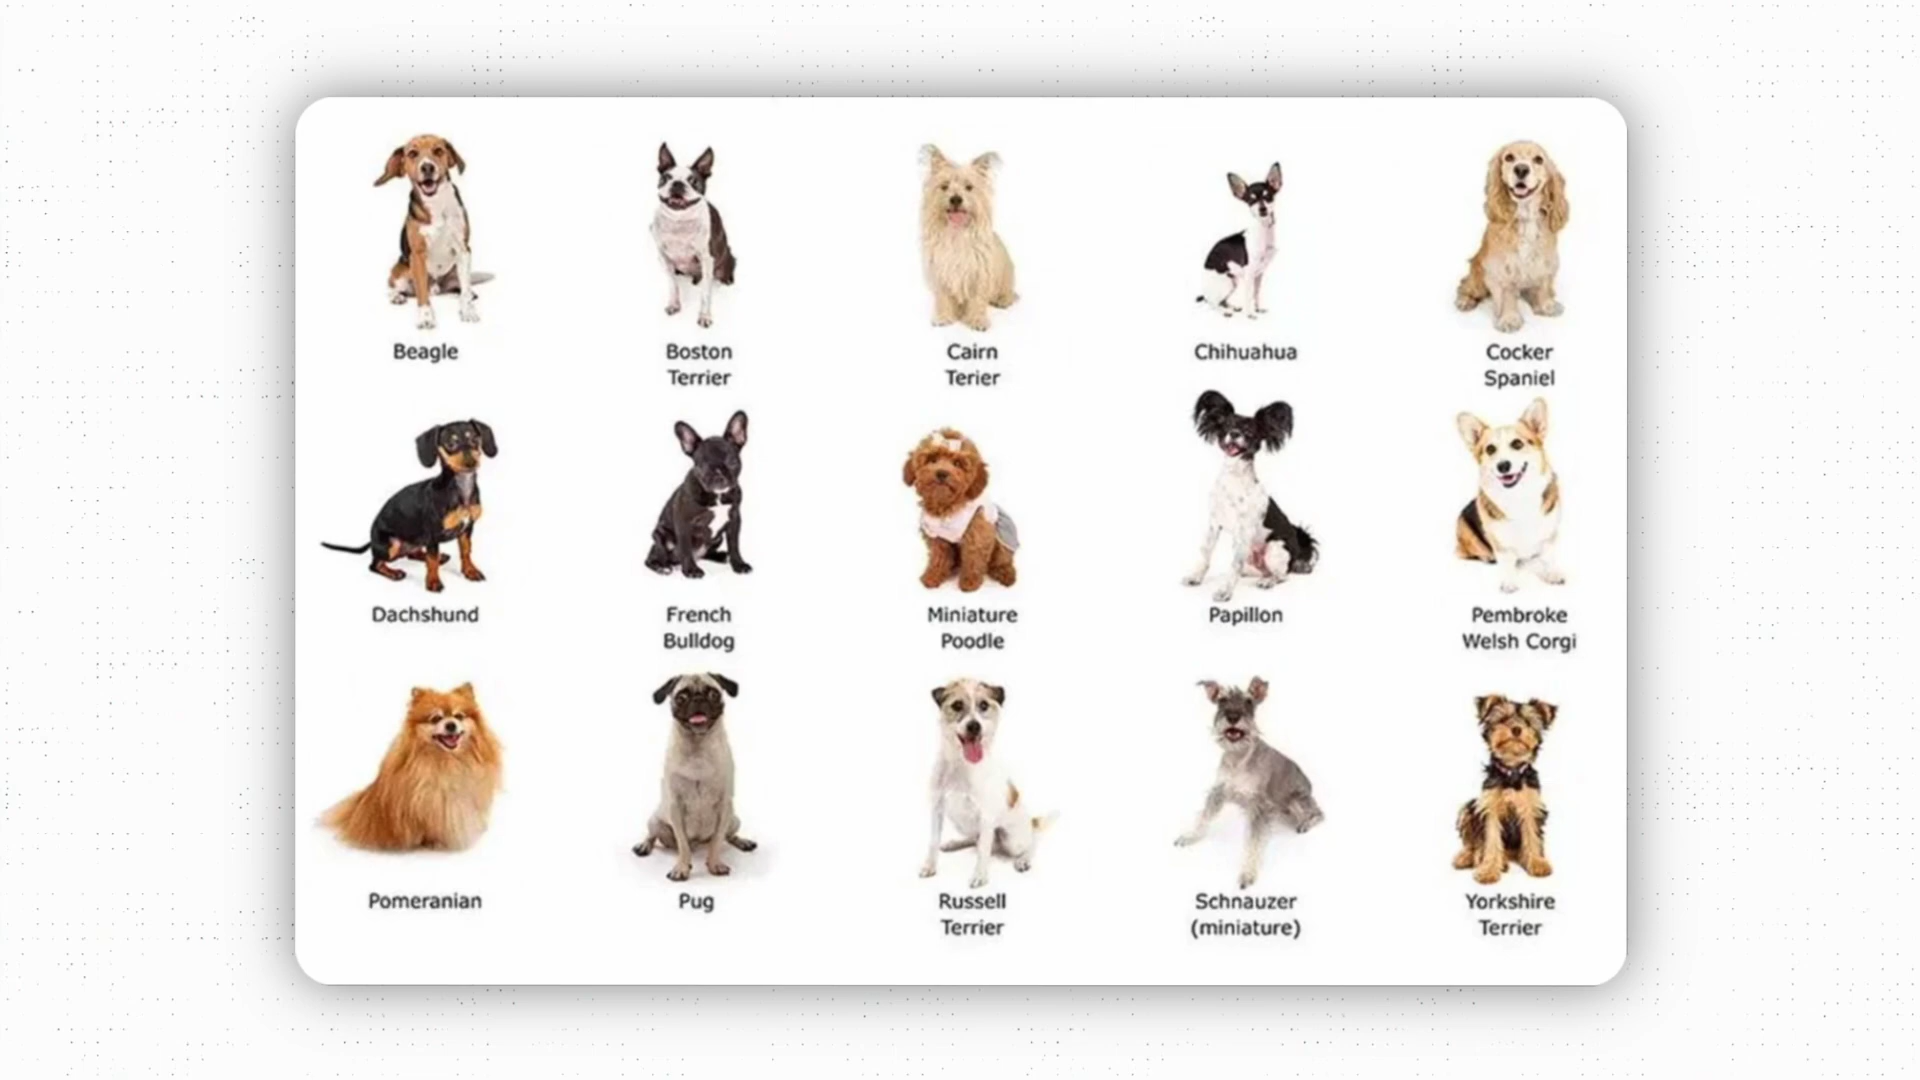 Beagle
Boston
Terrier
Cairn
Terier
Chihuahua
Cocker
Spaniel
Dachshund
French
Bulldog
Miniature
Poodle
Papillon
Pembroke
Welsh Corgi
Pomeranian
Pug
Russell
Terrier
Schnauzer
(miniature)
Yorkshire
Terrier